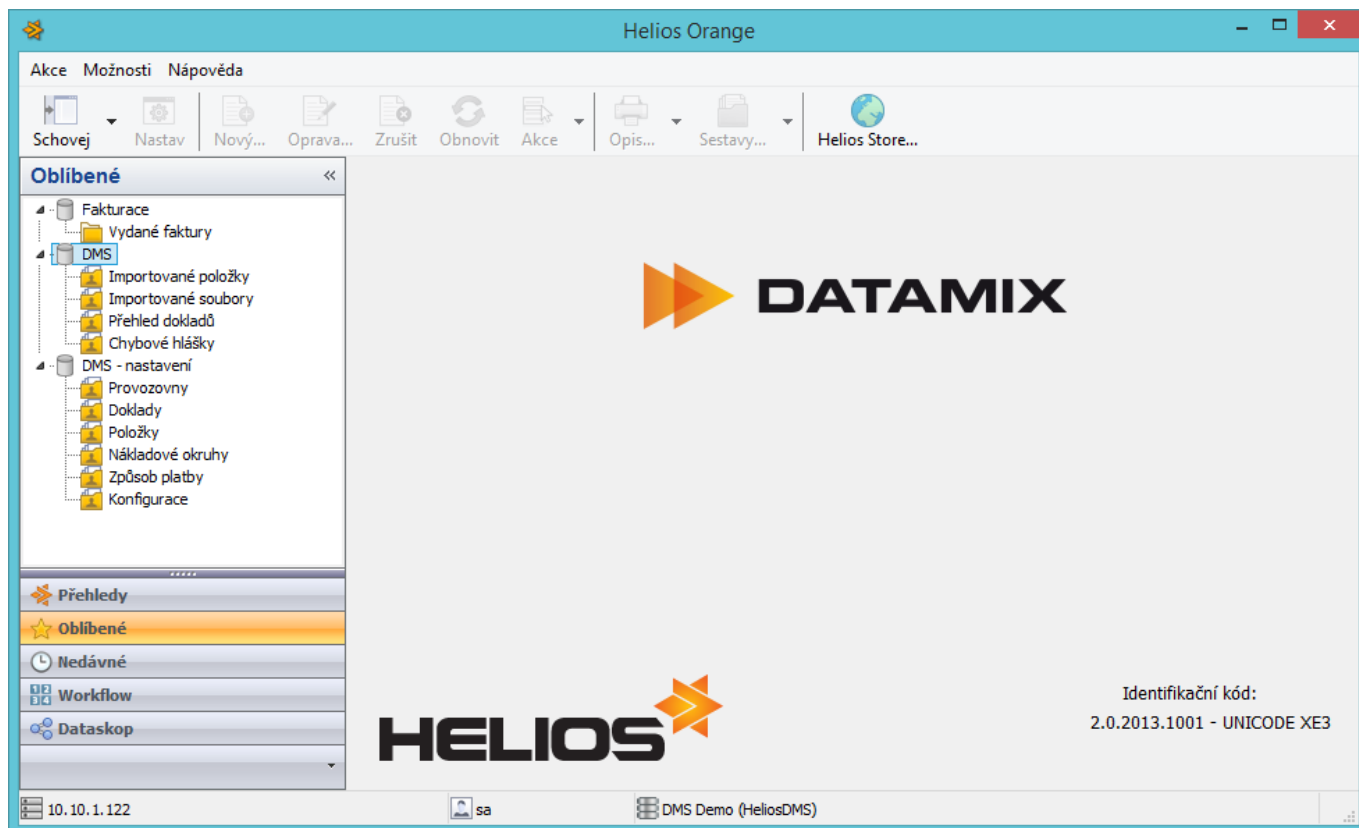 Helios Orange
Akce Možnosti Nápověda
Schovej Nastav Nový... Oprava... Zrušit Obnovit Akce Opis... Sestavy... Helios Store...
Oblíbené
Fakturace
Vydané faktury
DMS
Importované položky
Importované soubory
Přehled dokladů
Chybové hlášky
DMS - nastavení
Provozovny
Doklady
Položky
Nákladové okruhy
Způsob platby
Konfigurace
DATAMIX
Přehledy
Oblíbené
Nedávné
Workflow
Dataskop
HELIOS
Identifikační kód:
2.0.2013.1001 - UNICODE XE3
10.10.1.122 sa DMS Demo (HeliosDMS)